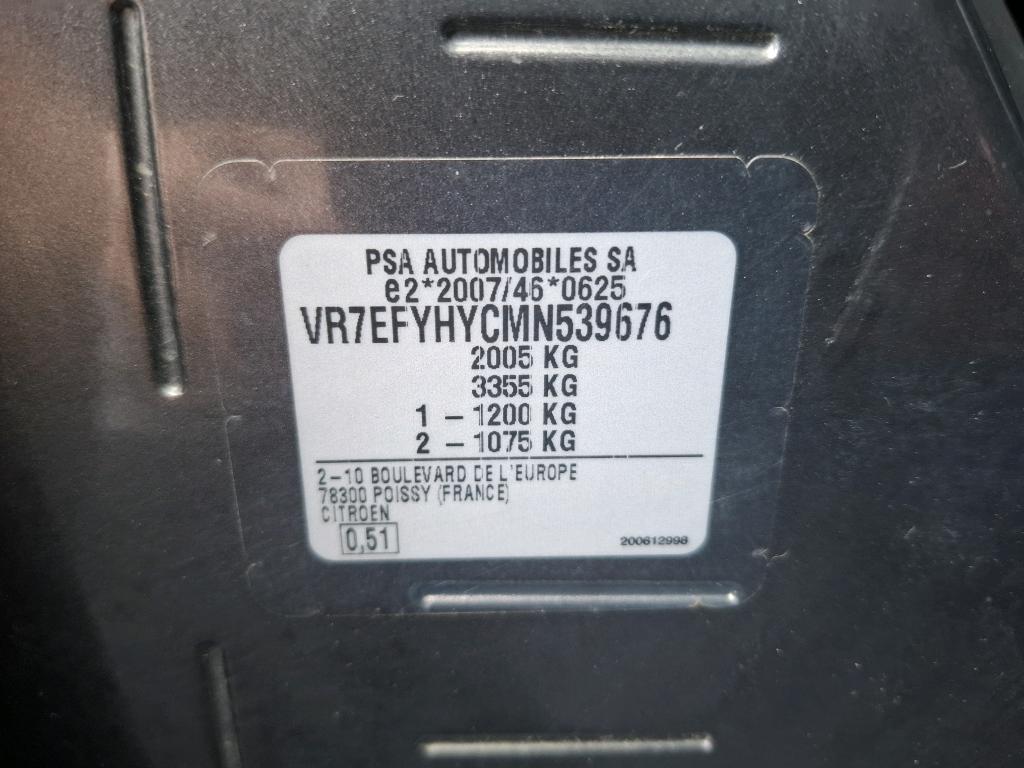 PSA AUTOMOBILES SA
e2*2007/46*0625
VR7EFYHYCMN539676
2005 KG
3355 KG
1 - 1200 KG
2 - 1075 KG
2-10 BOULEVARD DE L'EUROPE
78300 POISSY (FRANCE)
CITROEN
0,51
200612998